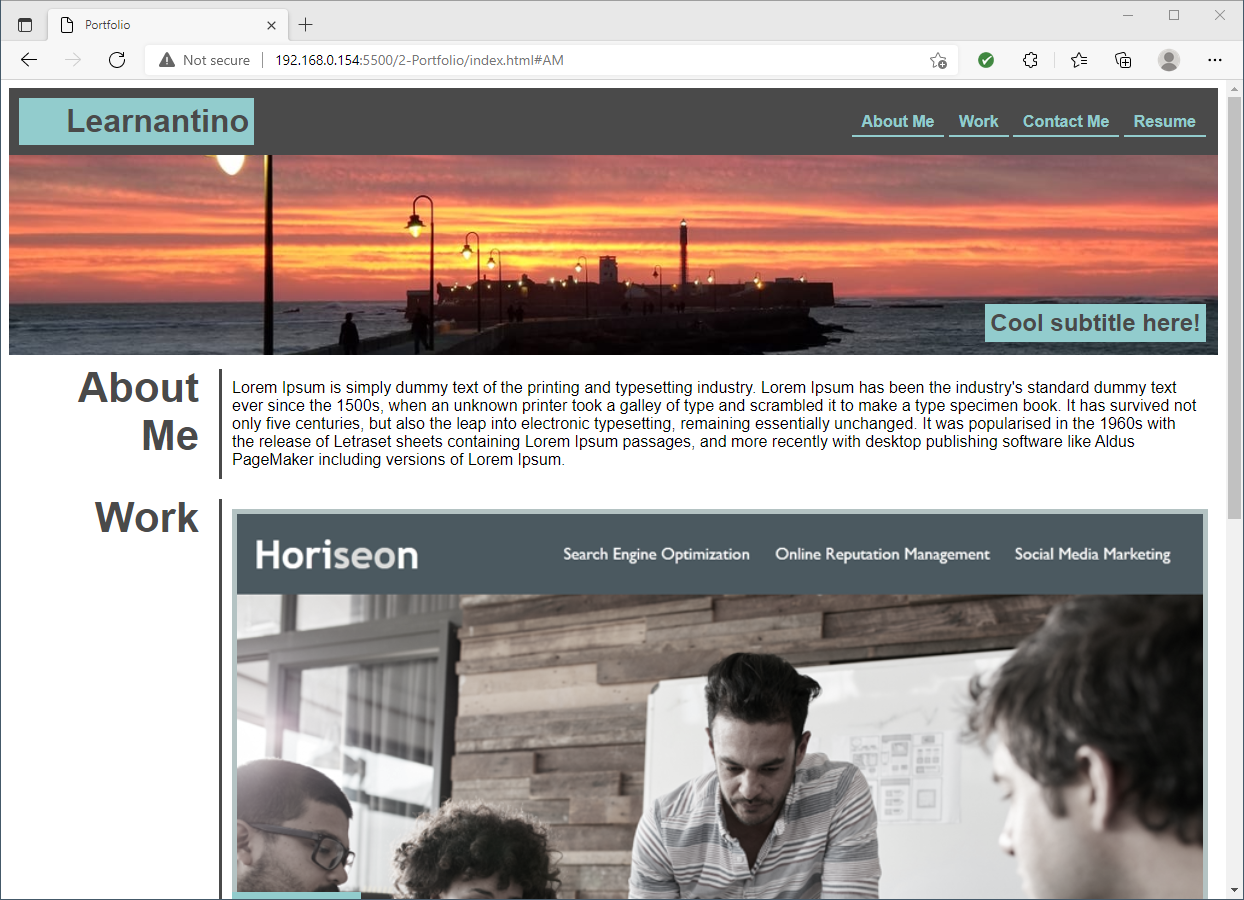 Portfolio
Not secure
192.168.0.154:5500/2-Portfolio/index.html#AM
Learnantino
About Me
Work
Contact Me
Resume
Cool subtitle here!
About
Me
Lorem Ipsum is simply dummy text of the printing and typesetting industry. Lorem Ipsum has been the industry's standard dummy text
ever since the 1500s, when an unknown printer took a galley of type and scrambled it to make a type specimen book. It has survived not
only five centuries, but also the leap into electronic typesetting, remaining essentially unchanged. It was popularised in the 1960s with
the release of Letraset sheets containing Lorem Ipsum passages, and more recently with desktop publishing software like Aldus
PageMaker including versions of Lorem Ipsum.
Work
Horiseon
Search Engine Optimization
Online Reputation Management
Social Media Marketing